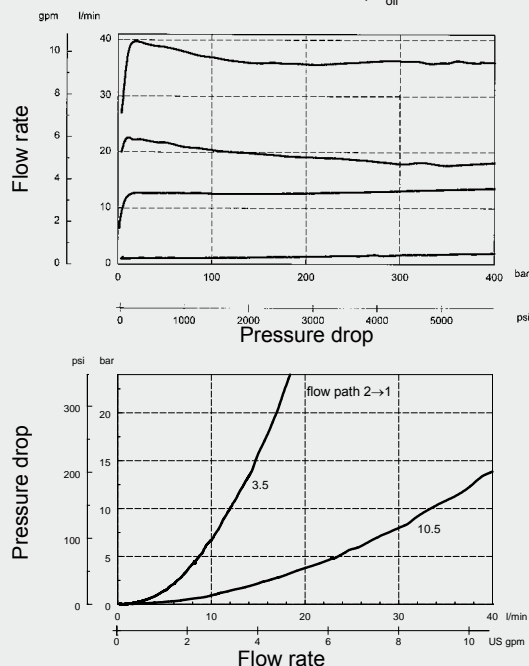 oil
gpm l/min
40
10
30
8
6
20
4
10
2
0 0
0 100 200 300 400 bar
0 1000 2000 3000 4000 5000 psi
Flow rate
Pressure drop
psi bar
flow path 2→1
300
20
15
200
3.5
10
10.5
100
5
0 0
0 10 20 30 40 l/min
0 2 4 6 8 10 US gpm
Pressure drop
Flow rate